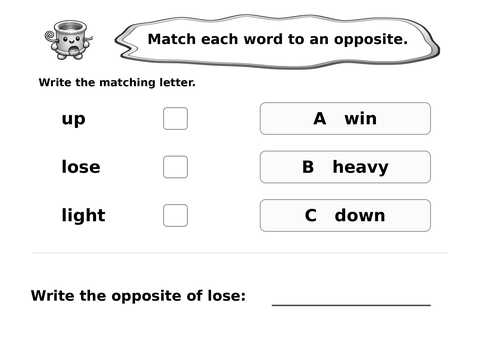 Match each word to an opposite.
Write the matching letter.
up A win
lose B heavy
light C down
Write the opposite of lose: